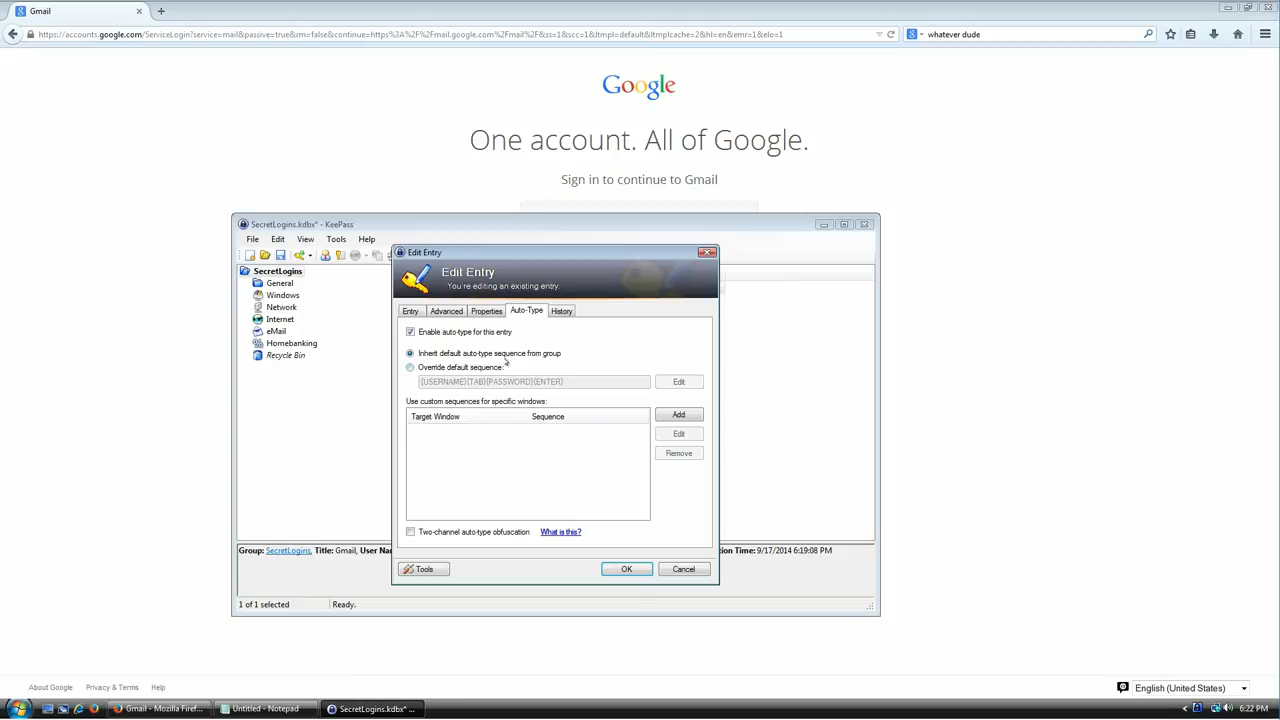 Gmail
https://accounts.google.com/ServiceLogin?service=mail&passive=true&rm=false&continue=https%3A%2F%2Fmail.google.com%2Fmail%2F&ss=1&scc=1&ltmpl=default&ltmplcache=2&hl=en&emr=1&elo=1
whatever dude
Google
One account. All of Google.
Sign in to continue to Gmail
SecretLogins.kdbx* - KeePass
File Edit View Tools Help
SecretLogins
General
Windows
Network
Internet
eMail
Homebanking
Recycle Bin
Edit Entry
Edit Entry
You're editing an existing entry.
Entry Advanced Properties Auto-Type History
Enable auto-type for this entry
Inherit default auto-type sequence from group
Override default sequence:
{USERNAME}{TAB}{PASSWORD}{ENTER} Edit
Use custom sequences for specific windows:
Target Window Sequence
Add
Edit
Remove
Two-channel auto-type obfuscation What is this?
Tools OK Cancel
Group: SecretLogins, Title: Gmail, User Nam
tion Time: 9/17/2014 6:19:08 PM
1 of 1 selected Ready.
About Google Privacy & Terms Help English (United States)
Gmail - Mozilla Firef... Untitled - Notepad SecretLogins.kdbx* ... 6:22 PM